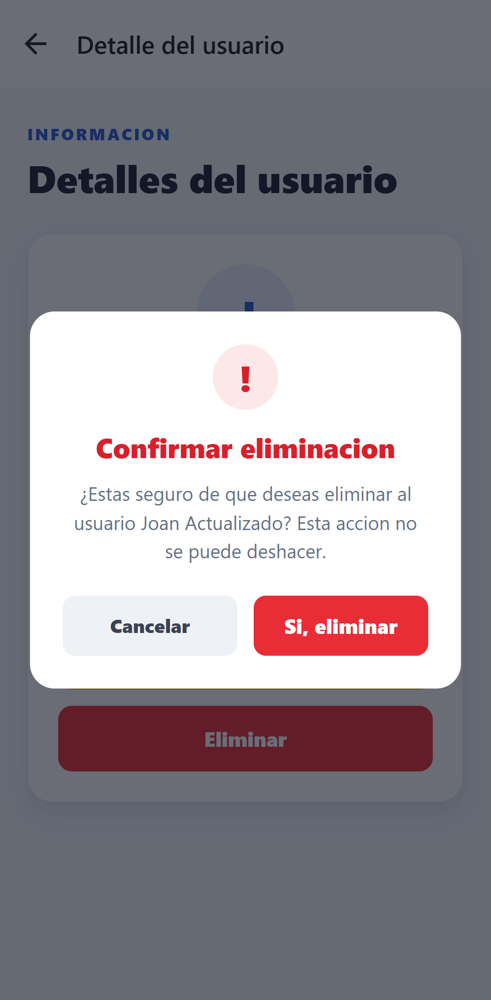 Detalle del usuario
INFORMACION
Detalles del usuario
!
Confirmar eliminacion
¿Estas seguro de que deseas eliminar al
usuario Joan Actualizado? Esta accion no
se puede deshacer.
Cancelar
Si, eliminar
Eliminar